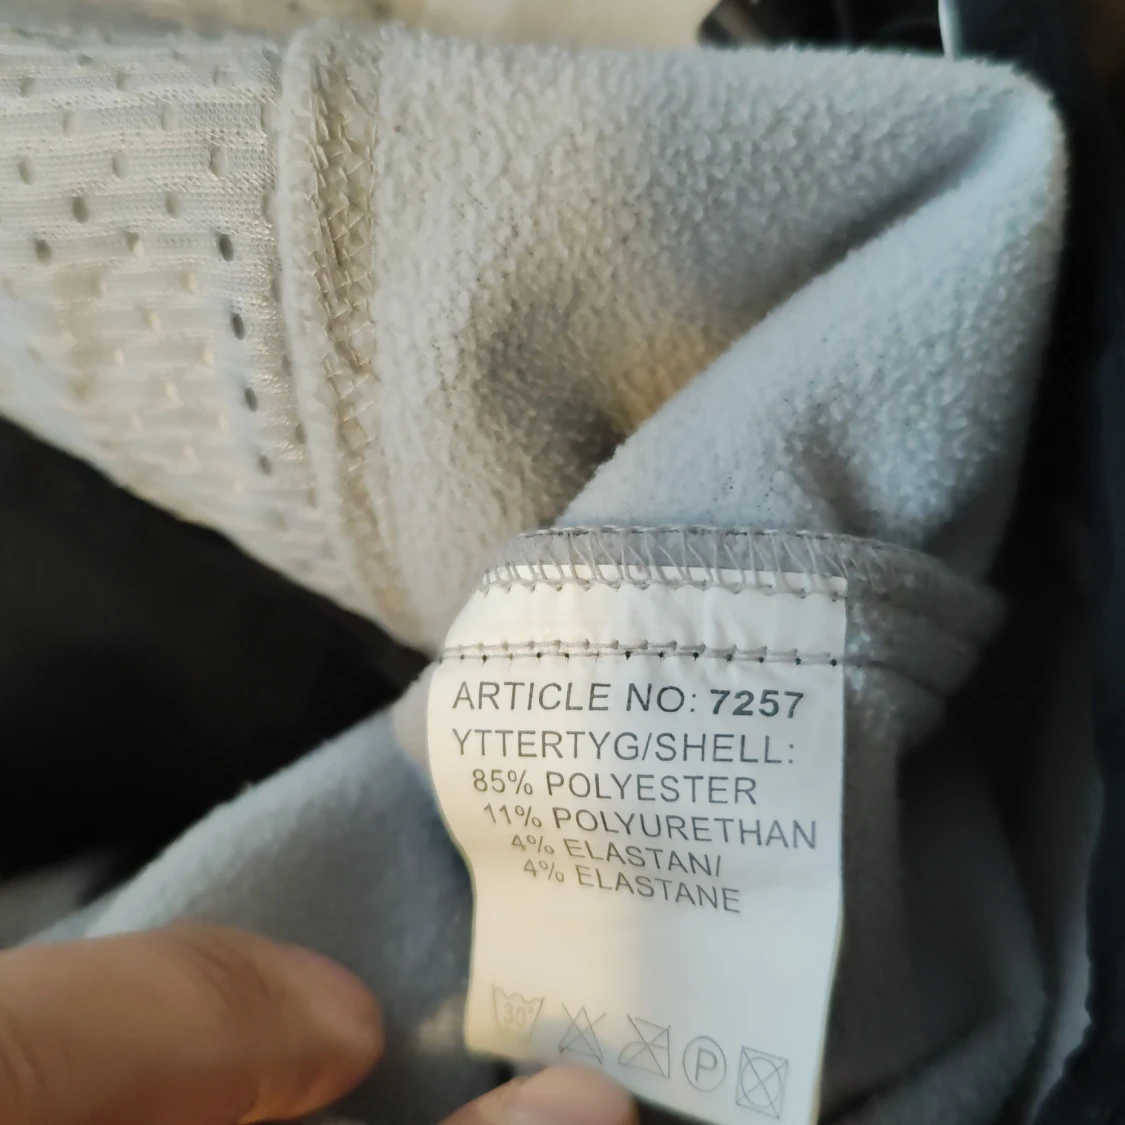 ARTICLE NO: 7257
YTTERTYG/SHELL:
85% POLYESTER
11% POLYURETHAN
4% ELASTAN/
4% ELASTANE
30°
P